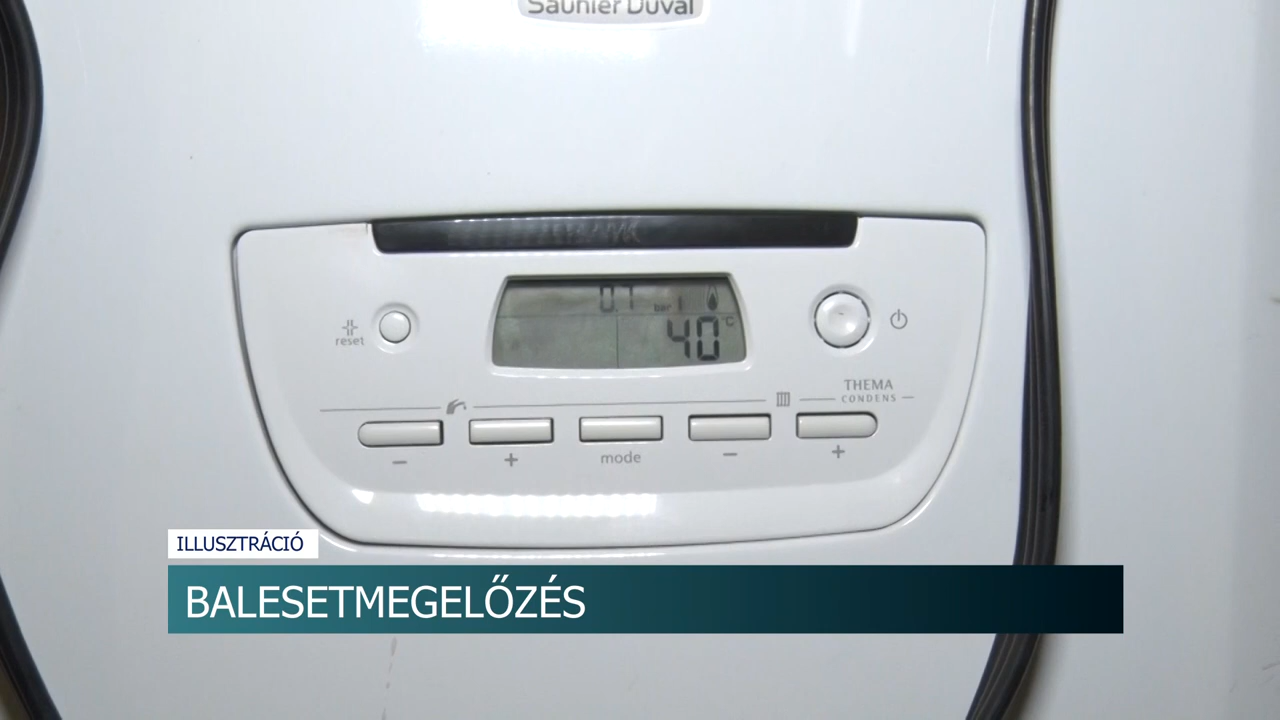 Saunier Duval
0.7 bar
40 °C
reset
THEMA
CONDENS
− + mode − +
ILLUSZTRÁCIÓ
BALESETMEGELŐZÉS